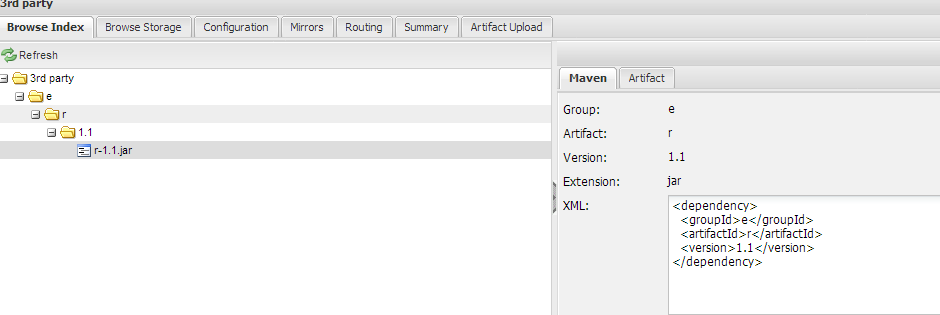 3rd party
Browse Index Browse Storage Configuration Mirrors Routing Summary Artifact Upload
Refresh
3rd party
e
r
1.1
r-1.1.jar
Maven Artifact
Group: e
Artifact: r
Version: 1.1
Extension: jar
XML: <dependency>
<groupId>e</groupId>
<artifactId>r</artifactId>
<version>1.1</version>
</dependency>